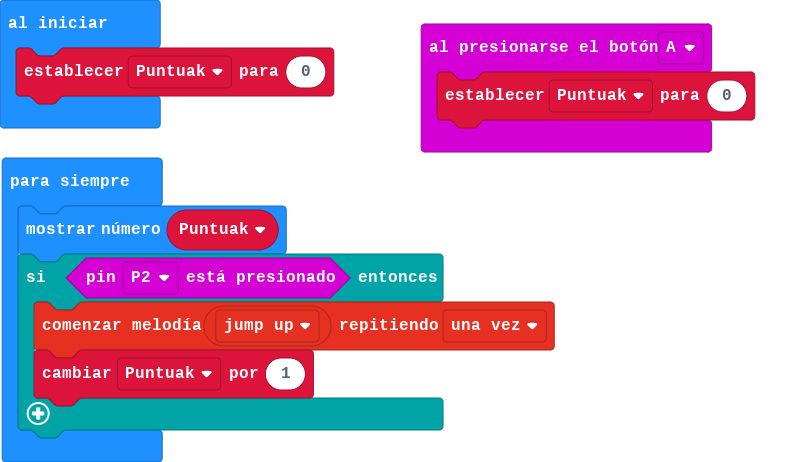 al iniciar
establecer Puntuak para 0
al presionarse el botón A
establecer Puntuak para 0
para siempre
mostrar número Puntuak
si pin P2 está presionado entonces
comenzar melodía jump up repitiendo una vez
cambiar Puntuak por 1